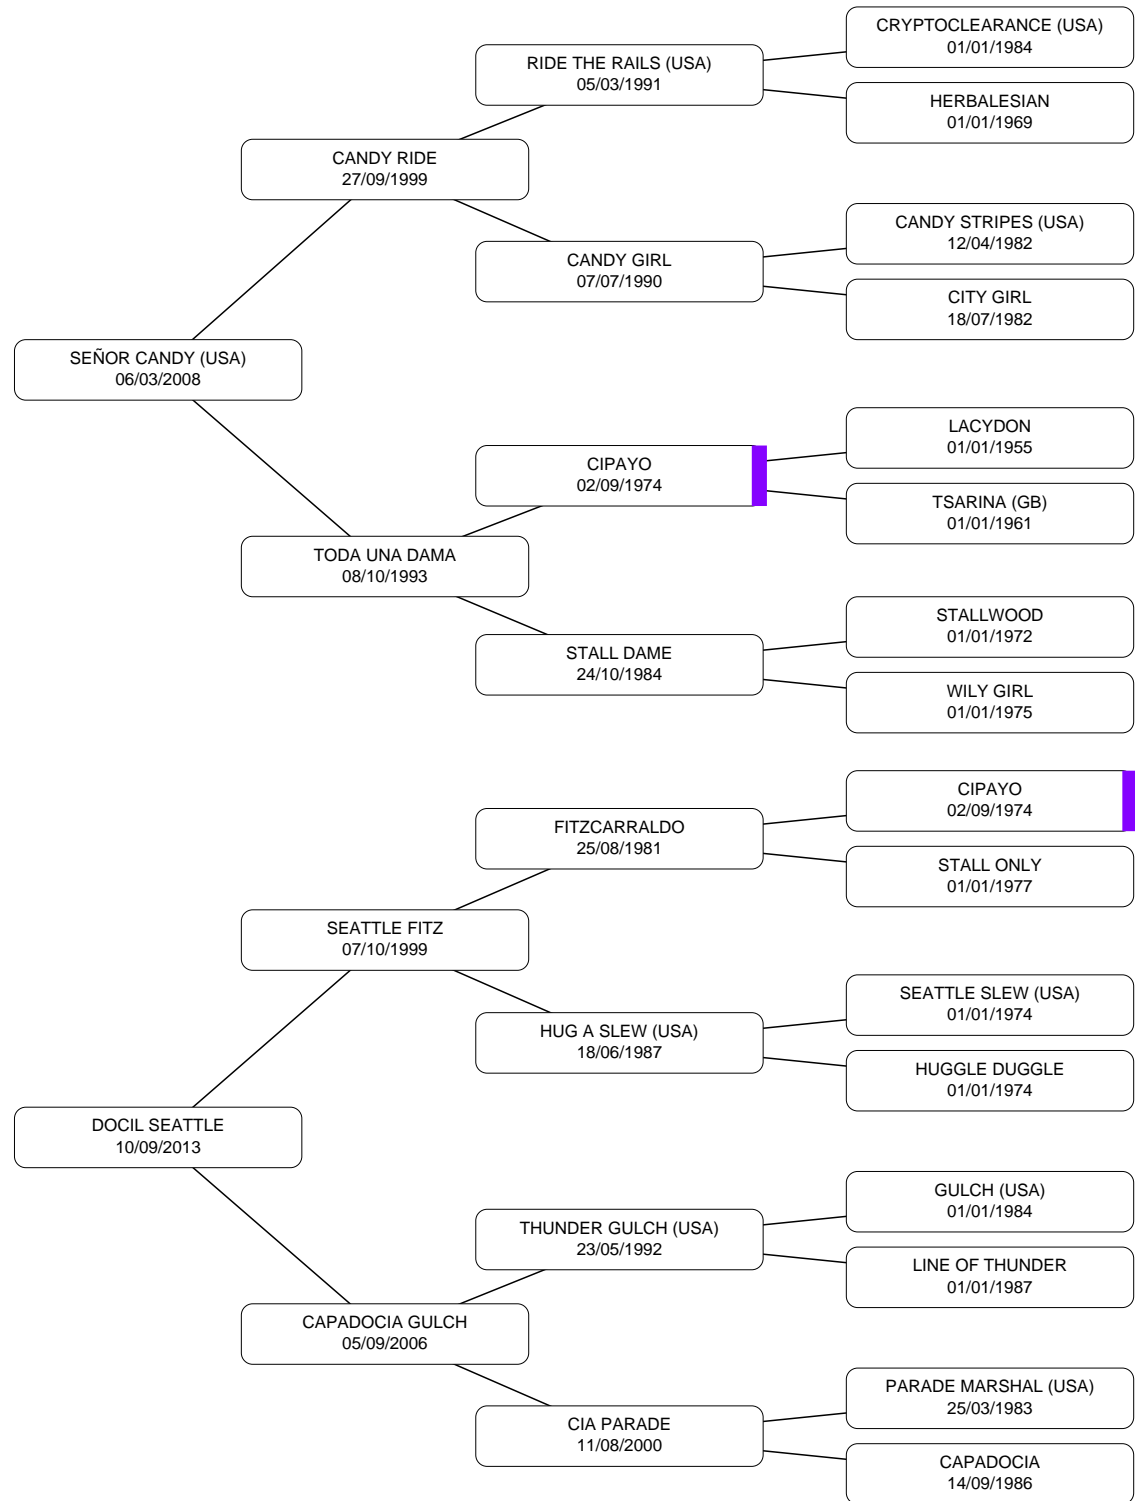 CRYPTOCLEARANCE (USA)
01/01/1984
RIDE THE RAILS (USA)
05/03/1991
HERBALESIAN
01/01/1969
CANDY RIDE
27/09/1999
CANDY STRIPES (USA)
12/04/1982
CANDY GIRL
07/07/1990
CITY GIRL
18/07/1982
SEÑOR CANDY (USA)
06/03/2008
LACYDON
01/01/1955
CIPAYO
02/09/1974
TSARINA (GB)
01/01/1961
TODA UNA DAMA
08/10/1993
STALLWOOD
01/01/1972
STALL DAME
24/10/1984
WILY GIRL
01/01/1975
CIPAYO
02/09/1974
FITZCARRALDO
25/08/1981
STALL ONLY
01/01/1977
SEATTLE FITZ
07/10/1999
SEATTLE SLEW (USA)
01/01/1974
HUG A SLEW (USA)
18/06/1987
HUGGLE DUGGLE
01/01/1974
DOCIL SEATTLE
10/09/2013
GULCH (USA)
01/01/1984
THUNDER GULCH (USA)
23/05/1992
LINE OF THUNDER
01/01/1987
CAPADOCIA GULCH
05/09/2006
PARADE MARSHAL (USA)
25/03/1983
CIA PARADE
11/08/2000
CAPADOCIA
14/09/1986